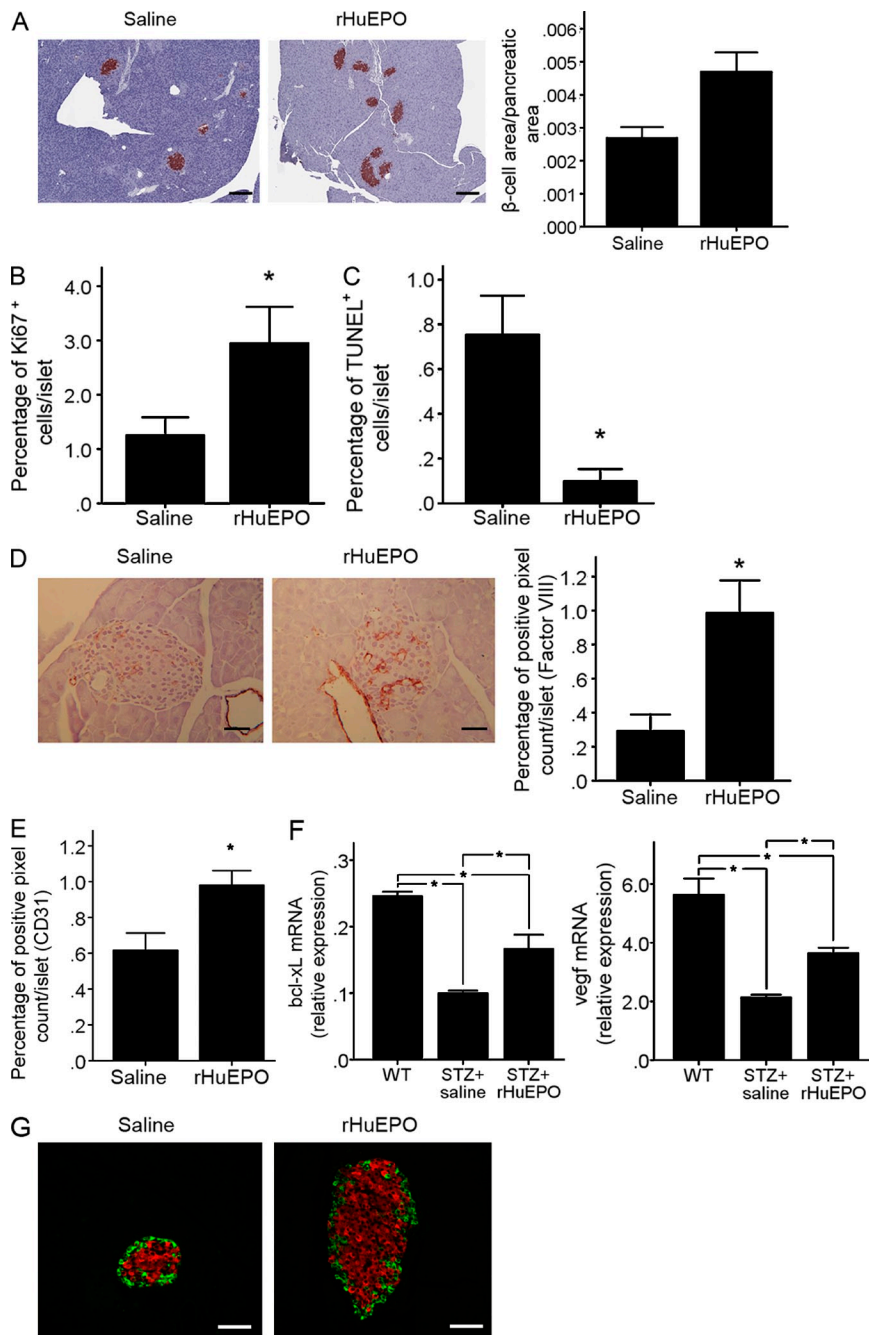 A
Saline
rHuEPO
β-cell area/pancreatic
area
.006
.005
.004
.003
.002
.001
.000
Saline
rHuEPO
B
Percentage of Ki67+
cells/islet
4.0
3.0
2.0
1.0
.0
*
Saline
rHuEPO
C
Percentage of TUNEL+
cells/islet
1.0
.8
.6
.4
.2
.0
*
Saline
rHuEPO
D
Saline
rHuEPO
Percentage of positive pixel
count/islet (Factor VIII)
1.2
1.0
.8
.6
.4
.2
.0
*
Saline
rHuEPO
E
Percentage of positive pixel
count/islet (CD31)
1.2
1.0
.8
.6
.4
.2
.0
*
Saline
rHuEPO
F
bcl-xL mRNA
(relative expression)
.3
.2
.1
.0
*
*
*
WT
STZ+
saline
STZ+
rHuEPO
vegf mRNA
(relative expression)
6.0
4.0
2.0
.0
*
*
*
WT
STZ+
saline
STZ+
rHuEPO
G
Saline
rHuEPO